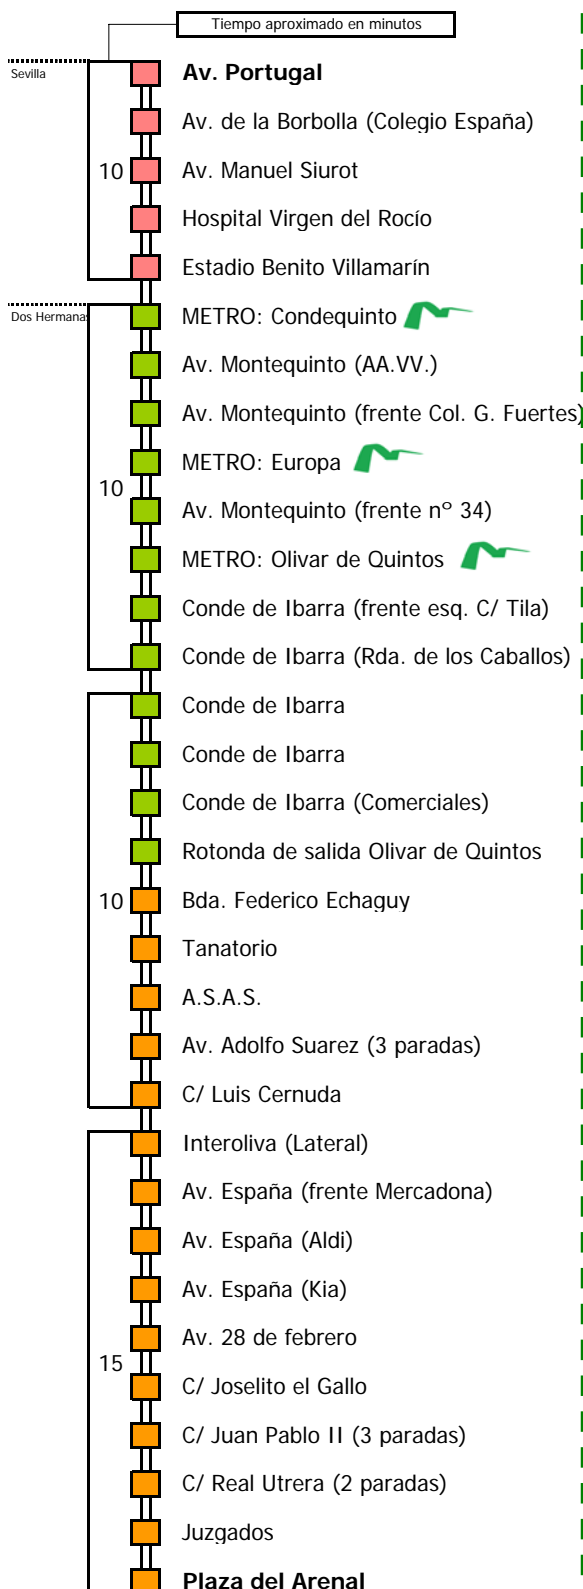 Tiempo aproximado en minutos
Sevilla
Av. Portugal
Av. de la Borbolla (Colegio España)
10
Av. Manuel Siurot
Hospital Virgen del Rocío
Estadio Benito Villamarín
Dos Hermanas
METRO: Condequinto
Av. Montequinto (AA.VV.)
Av. Montequinto (frente Col. G. Fuertes)
METRO: Europa
10
Av. Montequinto (frente nº 34)
METRO: Olivar de Quintos
Conde de Ibarra (frente esq. C/ Tila)
Conde de Ibarra (Rda. de los Caballos)
Conde de Ibarra
Conde de Ibarra
Conde de Ibarra (Comerciales)
Rotonda de salida Olivar de Quintos
10
Bda. Federico Echaguy
Tanatorio
A.S.A.S.
Av. Adolfo Suarez (3 paradas)
C/ Luis Cernuda
Interoliva (Lateral)
Av. España (frente Mercadona)
Av. España (Aldi)
Av. España (Kia)
Av. 28 de febrero
15
C/ Joselito el Gallo
C/ Juan Pablo II (3 paradas)
C/ Real Utrera (2 paradas)
Juzgados
Plaza del Arenal